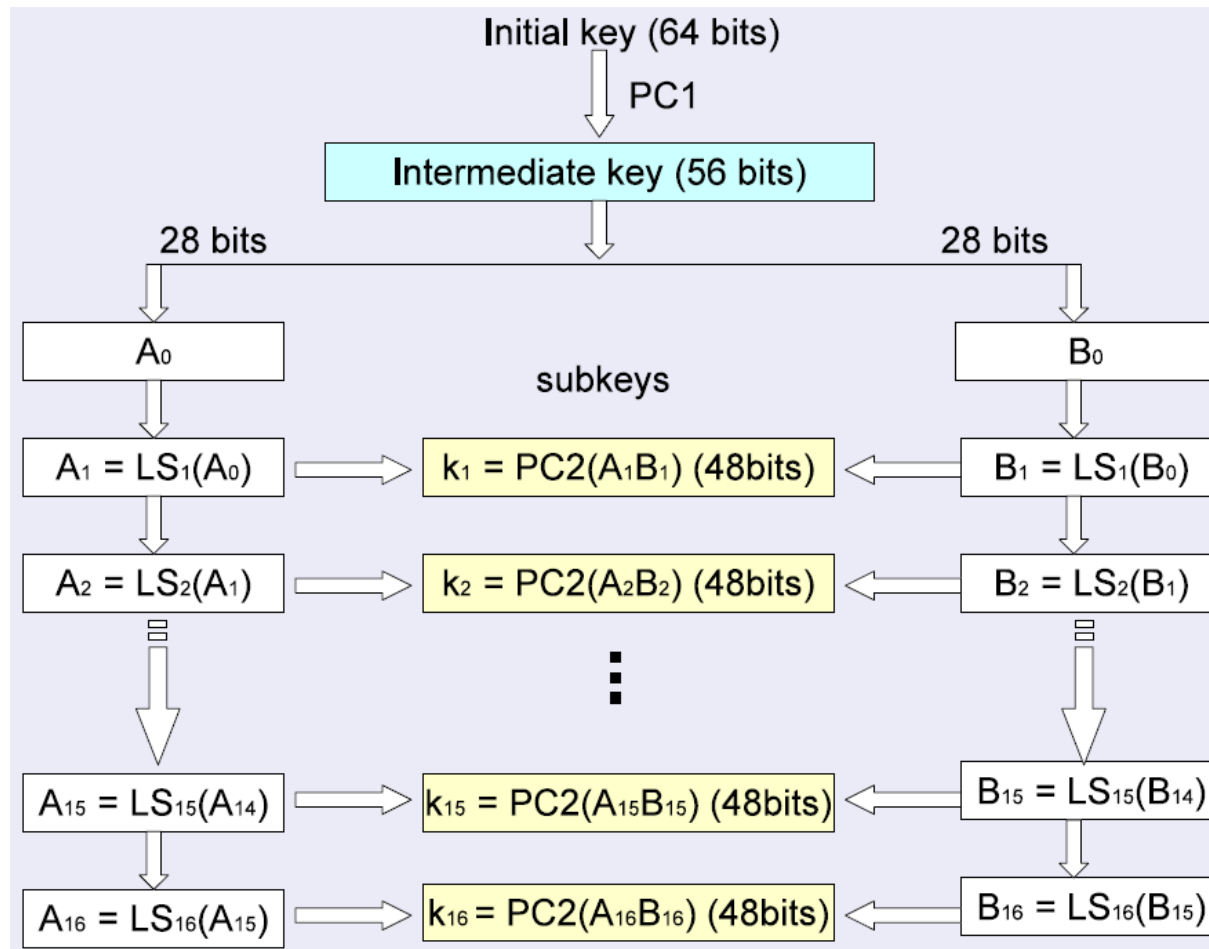 Initial key (64 bits)
PC1
Intermediate key (56 bits)
28 bits
28 bits
A₀
B₀
subkeys
A₁ = LS₁(A₀)
k₁ = PC2(A₁B₁) (48bits)
B₁ = LS₁(B₀)
A₂ = LS₂(A₁)
k₂ = PC2(A₂B₂) (48bits)
B₂ = LS₂(B₁)
A₁₅ = LS₁₅(A₁₄)
k₁₅ = PC2(A₁₅B₁₅) (48bits)
B₁₅ = LS₁₅(B₁₄)
A₁₆ = LS₁₆(A₁₅)
k₁₆ = PC2(A₁₆B₁₆) (48bits)
B₁₆ = LS₁₆(B₁₅)